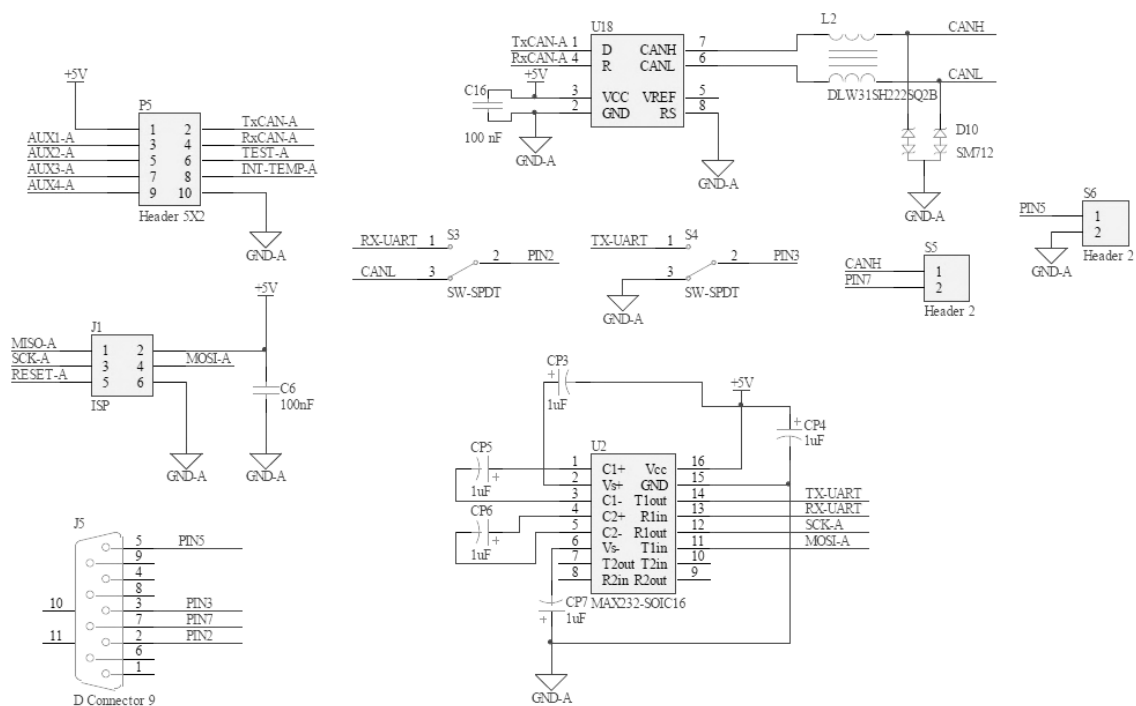 U18
TxCAN-A 1 D CANH 7
RxCAN-A 4 R CANL 6
+5V
C16
3 VCC VREF 5
2 GND RS 8
100 nF
GND-A
GND-A
L2
CANH
CANL
DLW31SH222SQ2B
D10
SM712
GND-A
+5V
P5
1 2 TxCAN-A
AUX1-A 3 4 RxCAN-A
AUX2-A 5 6 TEST-A
AUX3-A 7 8 INT-TEMP-A
AUX4-A 9 10
Header 5X2
GND-A
RX-UART 1 S3
2 PIN2
CANL 3
SW-SPDT
TX-UART 1 S4
2 PIN3
3
SW-SPDT
GND-A
S5
CANH 1
PIN7 2
Header 2
S6
PIN5 1
2
GND-A
Header 2
+5V
J1
MISO-A 1 2
SCK-A 3 4 MOSI-A
RESET-A 5 6
ISP
C6
100nF
GND-A
GND-A
CP3
+
1uF
+5V
+
CP4
1uF
U2
CP5
+
1uF
CP6
+
1uF
1 C1+ Vcc 16
2 Vs+ GND 15
3 C1- T1out 14 TX-UART
4 C2+ R1in 13 RX-UART
5 C2- R1out 12 SCK-A
6 Vs- T1in 11 MOSI-A
7 T2out T2in 10
8 R2in R2out 9
MAX232-SOIC16
CP7
+
1uF
GND-A
J5
5 PIN5
9
4
8
10 3 PIN3
7 PIN7
11 2 PIN2
6
1
D Connector 9